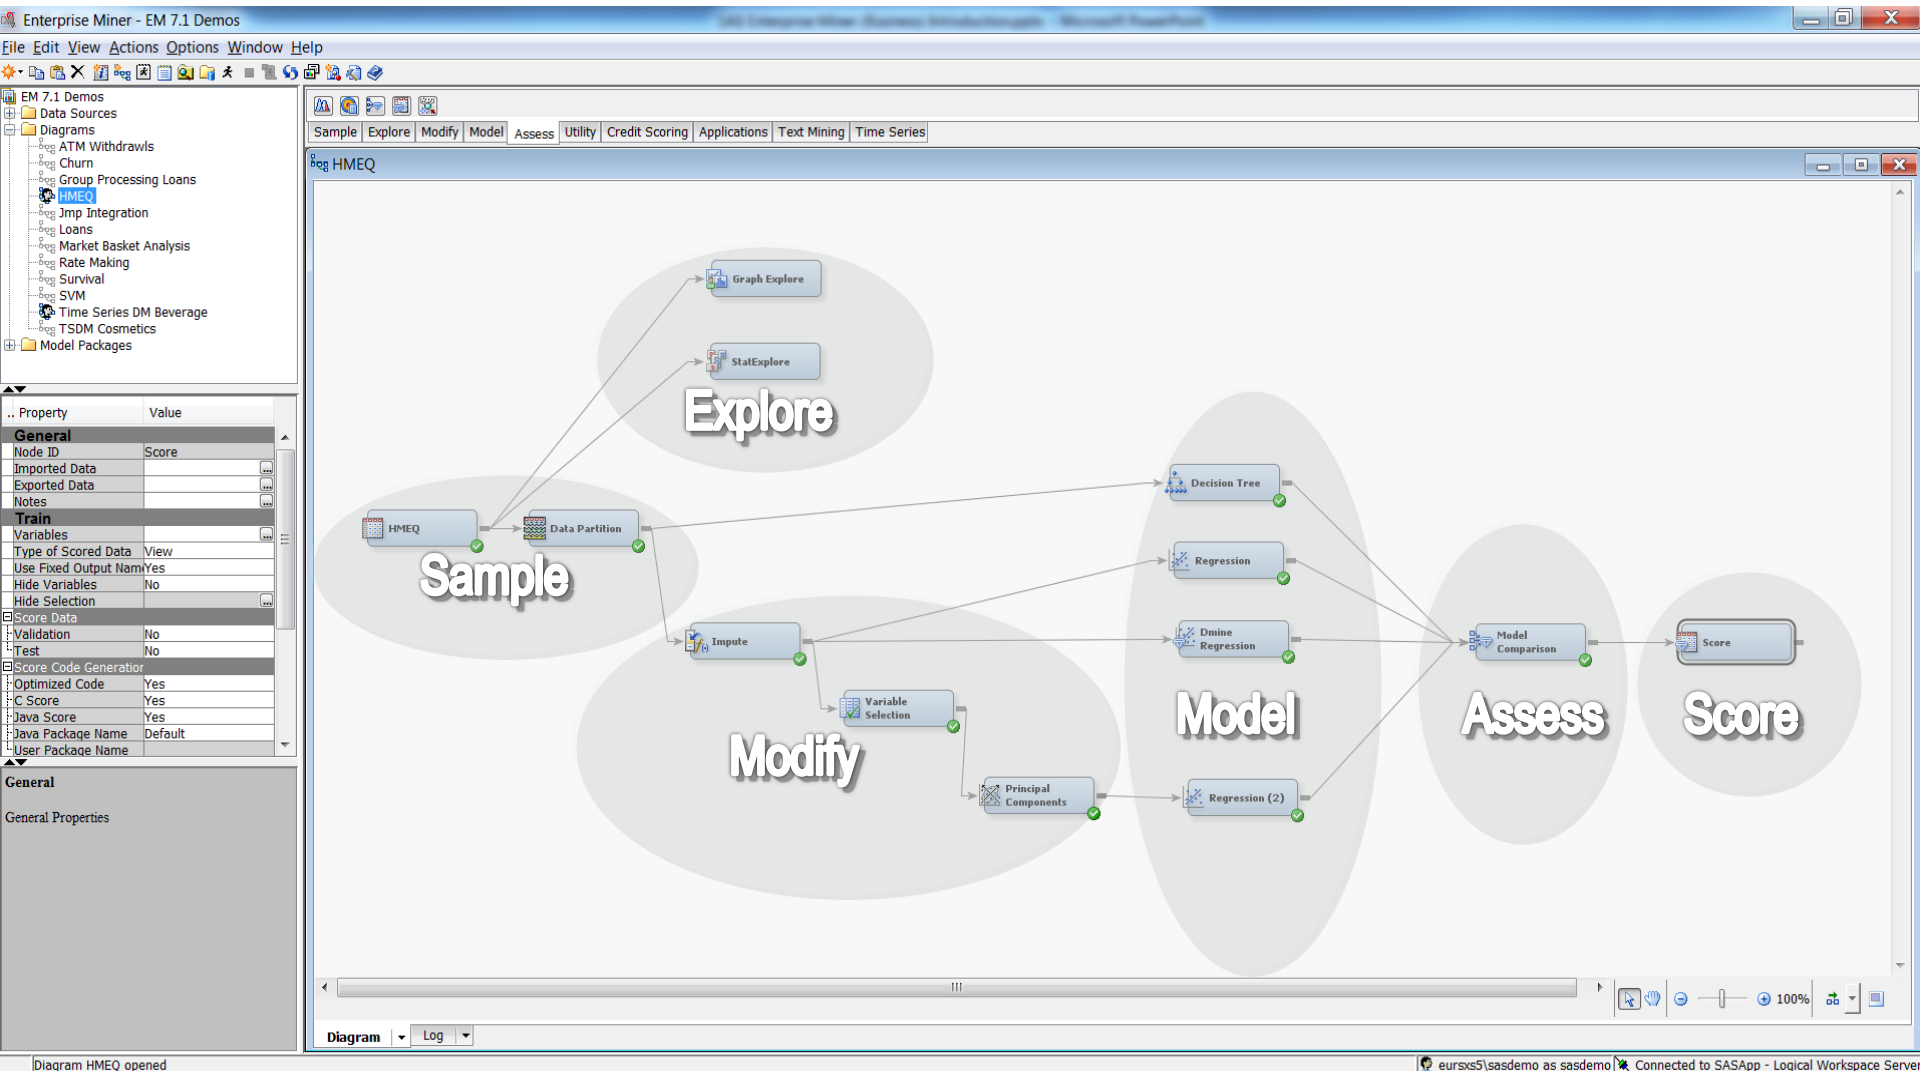 Enterprise Miner - EM 7.1 Demos
SAS Enterprise Miner (Business) Introduction.pptx - Microsoft PowerPoint
File Edit View Actions Options Window Help
EM 7.1 Demos
Data Sources
Diagrams
ATM Withdrawls
Churn
Group Processing Loans
HMEQ
Jmp Integration
Loans
Market Basket Analysis
Rate Making
Survival
SVM
Time Series DM Beverage
TSDM Cosmetics
Model Packages
.. Property Value
General
Node ID Score
Imported Data ...
Exported Data ...
Notes ...
Train
Variables ...
Type of Scored Data View
Use Fixed Output Nam Yes
Hide Variables No
Hide Selection ...
Score Data
Validation No
Test No
Score Code Generation
Optimized Code Yes
C Score Yes
Java Score Yes
Java Package Name Default
User Package Name
General
General Properties
Sample Explore Modify Model Assess Utility Credit Scoring Applications Text Mining Time Series
HMEQ
Graph Explore
StatExplore
Explore
HMEQ
Data Partition
Sample
Impute
Variable
Selection
Modify
Principal
Components
Decision Tree
Regression
Dmine
Regression
Model
Regression (2)
Model
Comparison
Assess
Score
Score
100%
Diagram Log
Diagram HMEQ opened
eursxs5\sasdemo as sasdemo Connected to SASApp - Logical Workspace Server